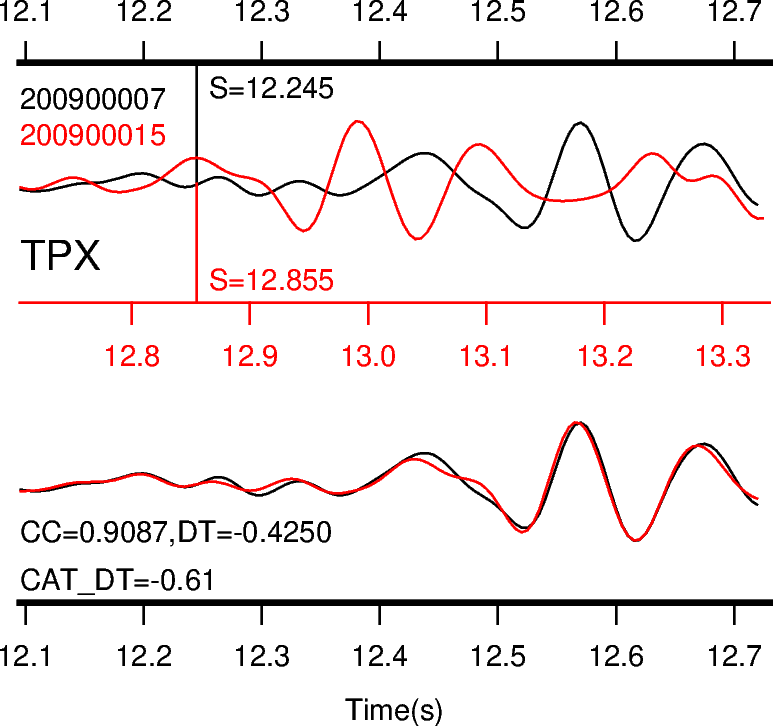 12.1 12.2 12.3 12.4 12.5 12.6 12.7
S=12.245
200900007
200900015
TPX
S=12.855
12.8 12.9 13.0 13.1 13.2 13.3
CC=0.9087,DT=-0.4250
CAT_DT=-0.61
12.1 12.2 12.3 12.4 12.5 12.6 12.7
Time(s)